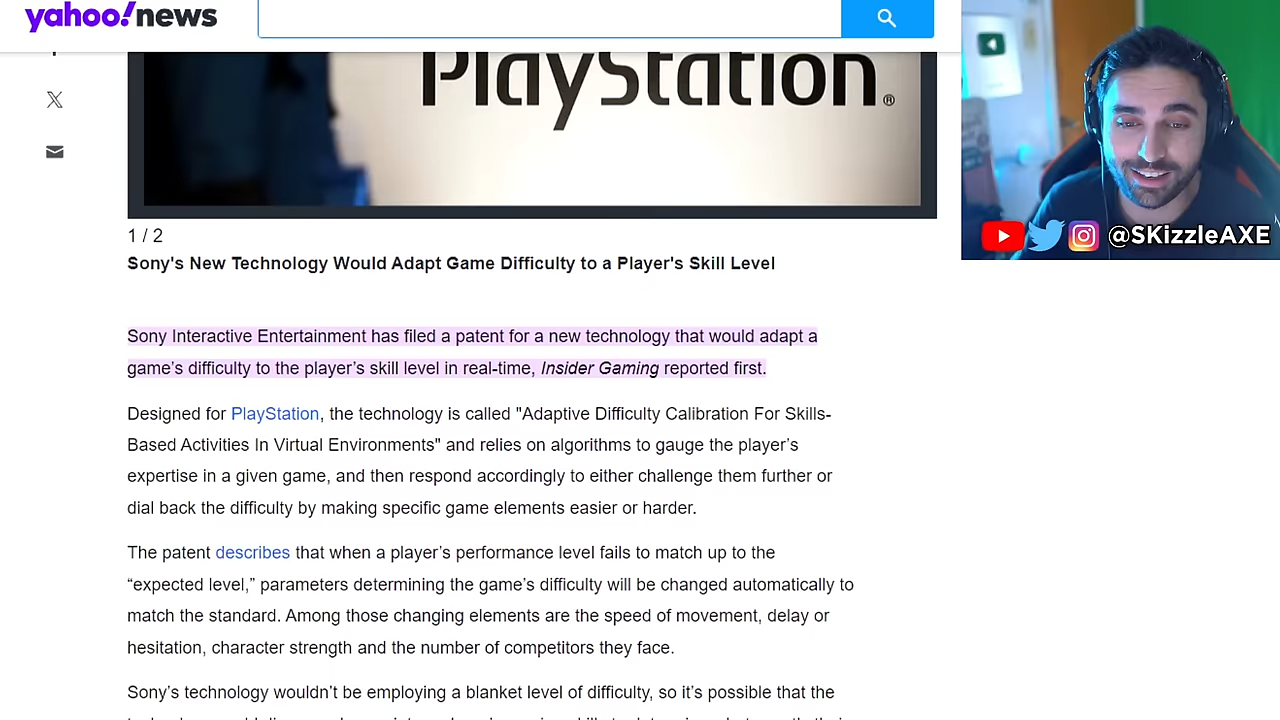 yahoo!news
PlayStation®
1 / 2
Sony's New Technology Would Adapt Game Difficulty to a Player's Skill Level
Sony Interactive Entertainment has filed a patent for a new technology that would adapt a
game’s difficulty to the player’s skill level in real-time, Insider Gaming reported first.
Designed for PlayStation, the technology is called "Adaptive Difficulty Calibration For Skills-
Based Activities In Virtual Environments" and relies on algorithms to gauge the player’s
expertise in a given game, and then respond accordingly to either challenge them further or
dial back the difficulty by making specific game elements easier or harder.
The patent describes that when a player’s performance level fails to match up to the
“expected level,” parameters determining the game’s difficulty will be changed automatically to
match the standard. Among those changing elements are the speed of movement, delay or
hesitation, character strength and the number of competitors they face.
Sony’s technology wouldn’t be employing a blanket level of difficulty, so it’s possible that the
@SKizzleAXE